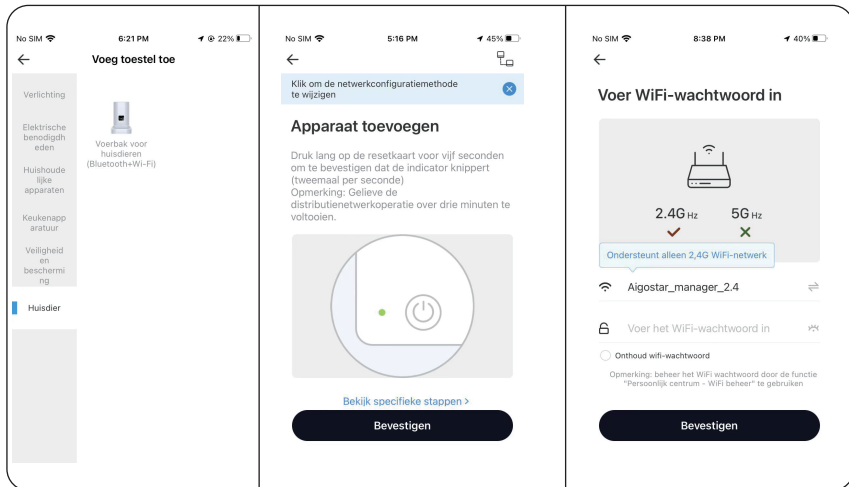 No SIM 6:21 PM 22%
Voeg toestel toe
Verlichting
Elektrische
benodigdh
eden
Huishoude
lijke
apparaten
Keukenapp
aratuur
Veiligheid
en
beschermi
ng
Huisdier
Voerbak voor
huisdieren
(Bluetooth+Wi-Fi)
No SIM 5:16 PM 45%
Klik om de netwerkconfiguratiemethode
te wijzigen
Apparaat toevoegen
Druk lang op de resetkaart voor vijf seconden
om te bevestigen dat de indicator knippert
(tweemaal per seconde)
Opmerking: Gelieve de
distributienetwerkoperatie over drie minuten te
voltooien.
Bekijk specifieke stappen >
Bevestigen
No SIM 8:38 PM 40%
Voer WiFi-wachtwoord in
2.4G Hz 5G Hz
Ondersteunt alleen 2,4G WiFi-netwerk
Aigostar_manager_2.4
Voer het WiFi-wachtwoord in
Onthoud wifi-wachtwoord
Opmerking: beheer het WiFi wachtwoord door de functie
"Persoonlijk centrum - WiFi beheer" te gebruiken
Bevestigen